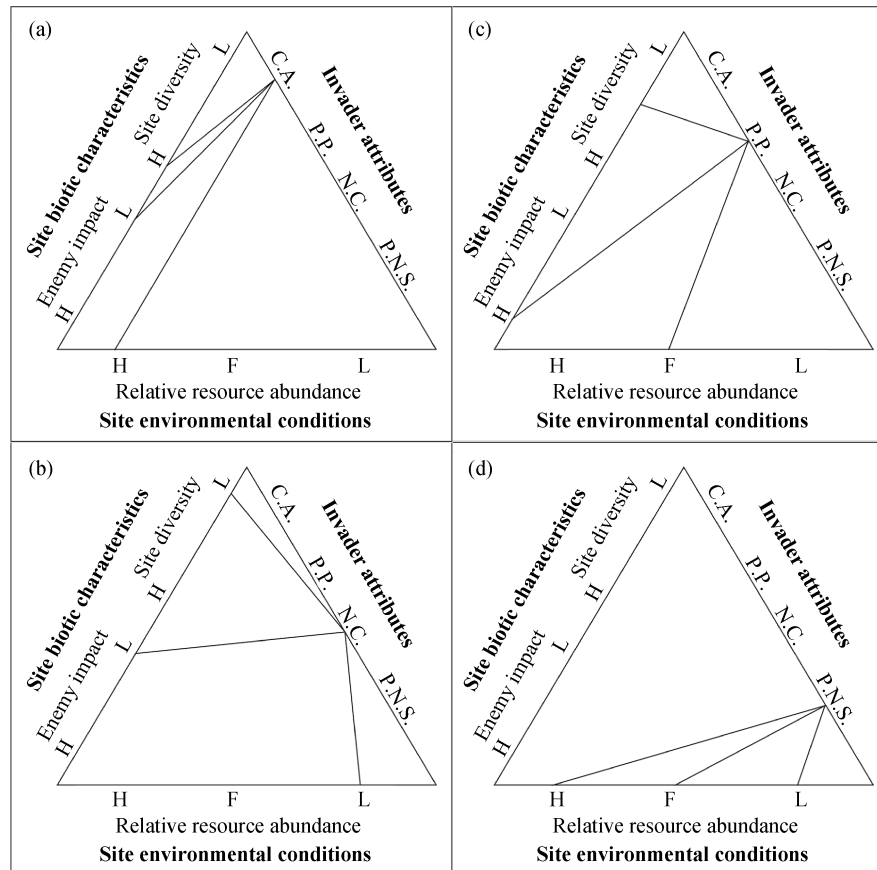 (a)
Site biotic characteristics
Enemy impact
Site diversity
H
L
H
L
C.A.
P.P.
N.C.
P.N.S.
Invader attributes
H
F
L
Relative resource abundance
Site environmental conditions
(c)
Site biotic characteristics
Enemy impact
Site diversity
H
L
H
L
C.A.
P.P.
N.C.
P.N.S.
Invader attributes
H
F
L
Relative resource abundance
Site environmental conditions
(b)
Site biotic characteristics
Enemy impact
Site diversity
H
L
H
L
C.A.
P.P.
N.C.
P.N.S.
Invader attributes
H
F
L
Relative resource abundance
Site environmental conditions
(d)
Site biotic characteristics
Enemy impact
Site diversity
H
L
H
L
C.A.
P.P.
N.C.
P.N.S.
Invader attributes
H
F
L
Relative resource abundance
Site environmental conditions